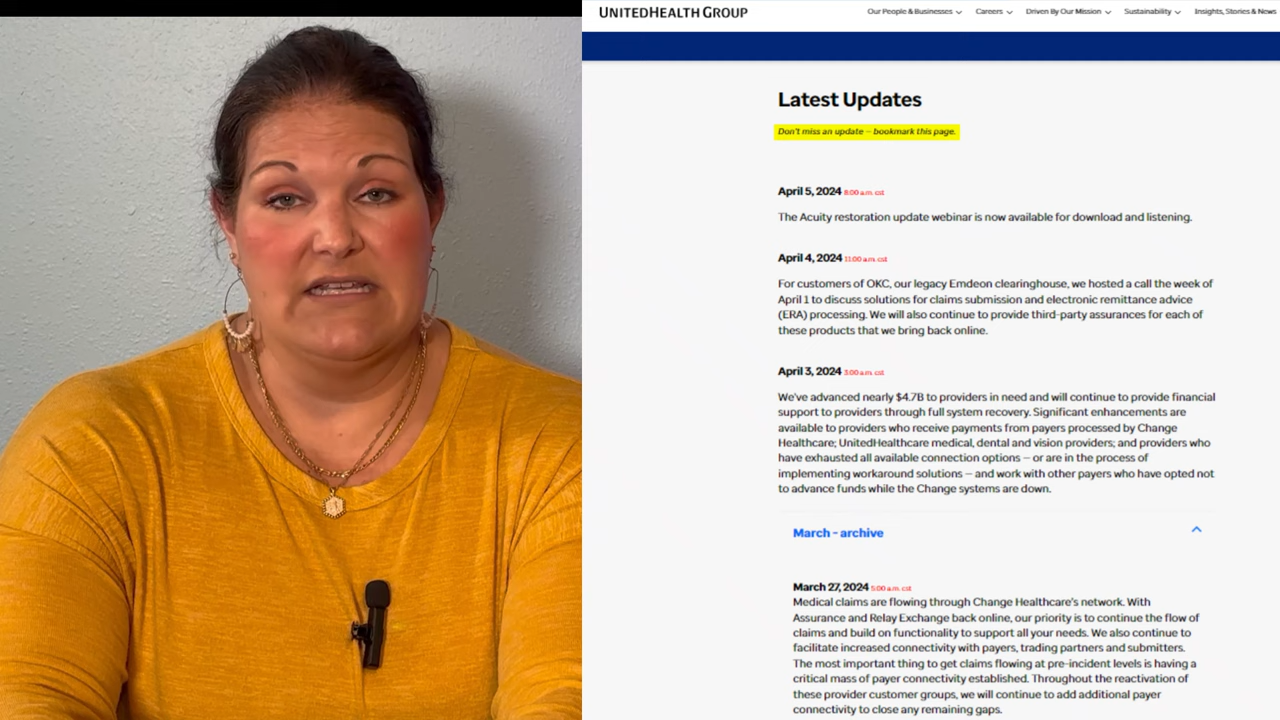 UNITEDHEALTH GROUP
Our People & Businesses
Careers
Driven By Our Mission
Sustainability
Insights, Stories & News
Latest Updates
Don't miss an update – bookmark this page.
April 5, 2024 8:00 a.m. cst
The Acuity restoration update webinar is now available for download and listening.
April 4, 2024 11:00 a.m. cst
For customers of OKC, our legacy Emdeon clearinghouse, we hosted a call the week of
April 1 to discuss solutions for claims submission and electronic remittance advice
(ERA) processing. We will also continue to provide third-party assurances for each of
these products that we bring back online.
April 3, 2024 3:00 a.m. cst
We've advanced nearly $4.7B to providers in need and will continue to provide financial
support to providers through full system recovery. Significant enhancements are
available to providers who receive payments from payers processed by Change
Healthcare; UnitedHealthcare medical, dental and vision providers; and providers who
have exhausted all available connection options – or are in the process of
implementing workaround solutions – and work with other payers who have opted not
to advance funds while the Change systems are down.
March - archive
March 27, 2024 5:00 a.m. cst
Medical claims are flowing through Change Healthcare's network. With
Assurance and Relay Exchange back online, our priority is to continue the flow of
claims and build on functionality to support all your needs. We also continue to
facilitate increased connectivity with payers, trading partners and submitters.
The most important thing to get claims flowing at pre-incident levels is having a
critical mass of payer connectivity established. Throughout the reactivation of
these provider customer groups, we will continue to add additional payer
connectivity to close any remaining gaps.